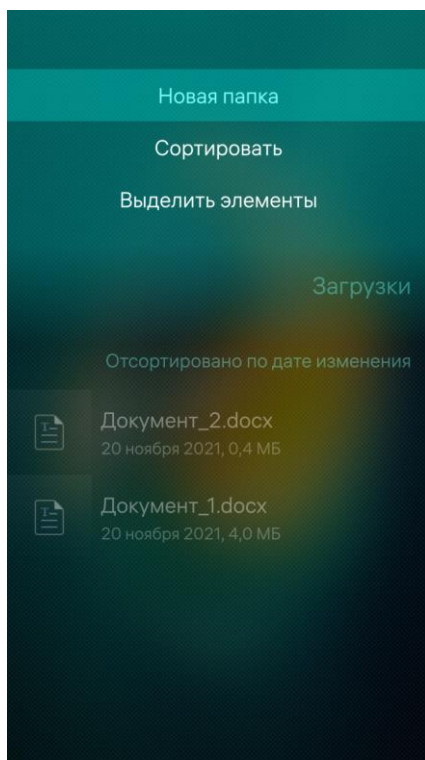 Новая папка
Сортировать
Выделить элементы
Загрузки
Отсортировано по дате изменения
Документ_2.docx
20 ноября 2021, 0,4 МБ
Документ_1.docx
20 ноября 2021, 4,0 МБ